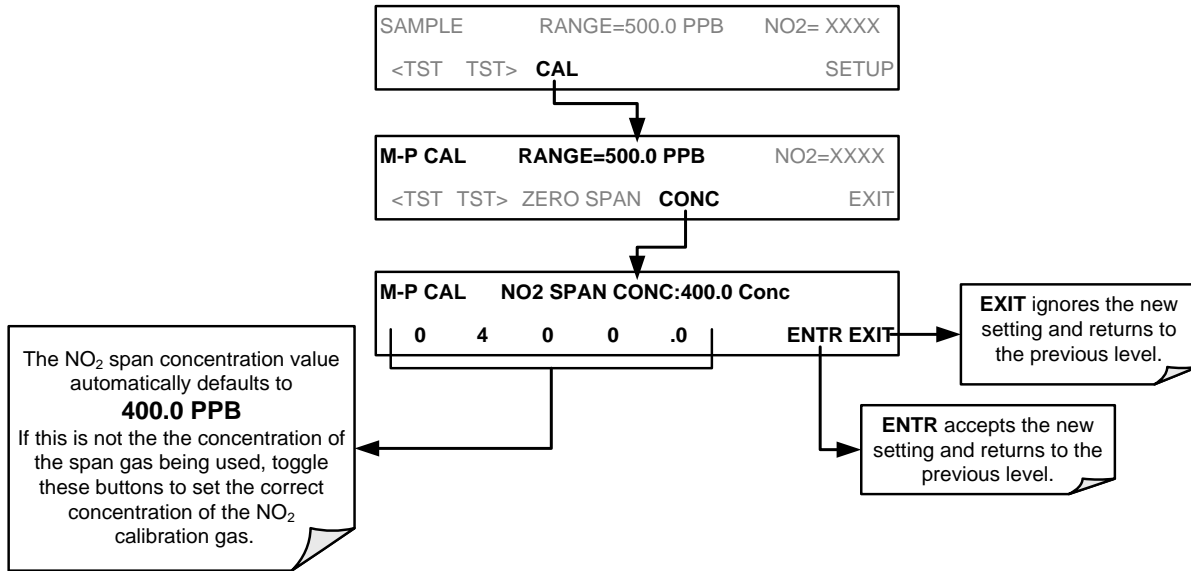 SAMPLE RANGE=500.0 PPB NO2= XXXX
<TST TST> CAL SETUP
M-P CAL RANGE=500.0 PPB NO2=XXXX
<TST TST> ZERO SPAN CONC EXIT
M-P CAL NO2 SPAN CONC:400.0 Conc
0 4 0 0 .0 ENTR EXIT
EXIT ignores the new
setting and returns to
the previous level.
ENTR accepts the new
setting and returns to the
previous level.
The NO₂ span concentration value
automatically defaults to
400.0 PPB
If this is not the the concentration of
the span gas being used, toggle
these buttons to set the correct
concentration of the NO₂
calibration gas.